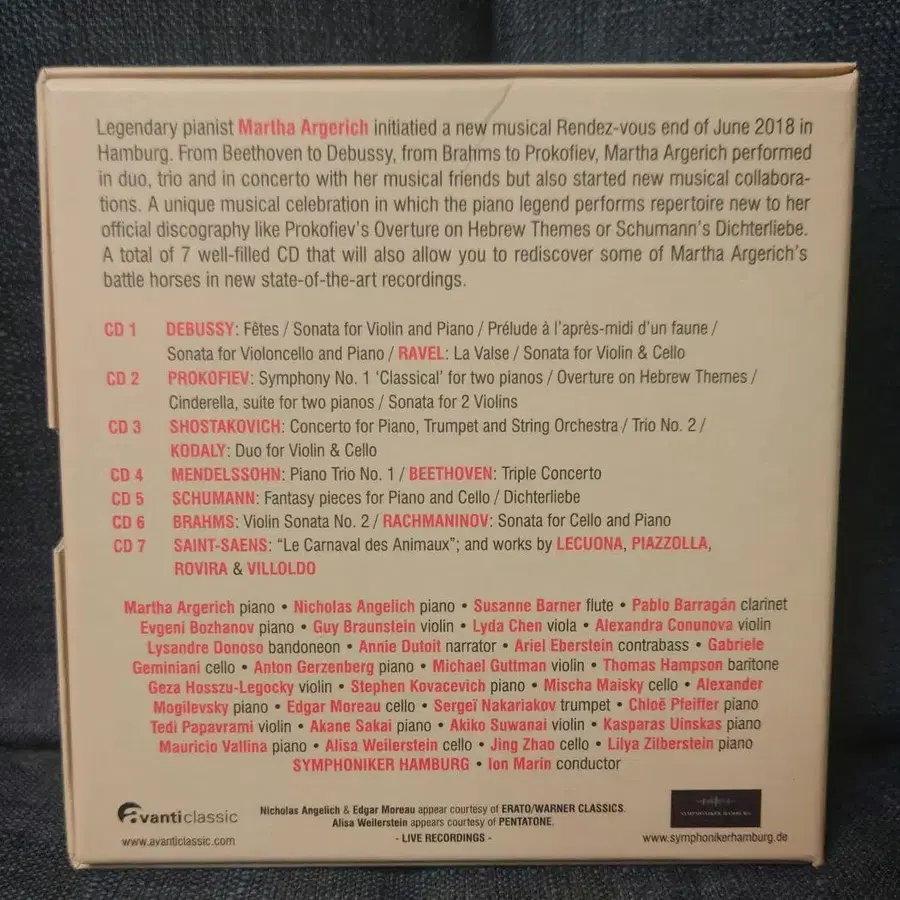 Legendary pianist Martha Argerich initiatied a new musical Rendez-vous end of June 2018 in
Hamburg. From Beethoven to Debussy, from Brahms to Prokofiev, Martha Argerich performed
in duo, trio and in concerto with her musical friends but also started new musical collabora-
tions. A unique musical celebration in which the piano legend performs repertoire new to her
official discography like Prokofiev's Overture on Hebrew Themes or Schumann's Dichterliebe.
A total of 7 well-filled CD that will also allow you to rediscover some of Martha Argerich's
battle horses in new state-of-the-art recordings.
CD 1 DEBUSSY: Fêtes / Sonata for Violin and Piano / Prélude à l'après-midi d'un faune /
Sonata for Violoncello and Piano / RAVEL: La Valse / Sonata for Violin & Cello
CD 2 PROKOFIEV: Symphony No. 1 'Classical' for two pianos / Overture on Hebrew Themes /
Cinderella, suite for two pianos / Sonata for 2 Violins
CD 3 SHOSTAKOVICH: Concerto for Piano, Trumpet and String Orchestra / Trio No. 2 /
KODALY: Duo for Violin & Cello
CD 4 MENDELSSOHN: Piano Trio No. 1 / BEETHOVEN: Triple Concerto
CD 5 SCHUMANN: Fantasy pieces for Piano and Cello / Dichterliebe
CD 6 BRAHMS: Violin Sonata No. 2 / RACHMANINOV: Sonata for Cello and Piano
CD 7 SAINT-SAENS: "Le Carnaval des Animaux"; and works by LECUONA, PIAZZOLLA,
ROVIRA & VILLOLDO
Martha Argerich piano • Nicholas Angelich piano • Susanne Barner flute • Pablo Barragán clarinet
Evgeni Bozhanov piano • Guy Braunstein violin • Lyda Chen viola • Alexandra Conunova violin
Lysandre Donoso bandoneon • Annie Dutoit narrator • Ariel Eberstein contrabass • Gabriele
Geminiani cello • Anton Gerzenberg piano • Michael Guttman violin • Thomas Hampson baritone
Geza Hosszu-Legocky violin • Stephen Kovacevich piano • Mischa Maisky cello • Alexander
Mogilevsky piano • Edgar Moreau cello • Sergeï Nakariakov trumpet • Chloë Pfeiffer piano
Tedi Papavrami violin • Akane Sakai piano • Akiko Suwanai violin • Kasparas Uinskas piano
Mauricio Vallina piano • Alisa Weilerstein cello • Jing Zhao cello • Lilya Zilberstein piano
SYMPHONIKER HAMBURG • Ion Marin conductor
avanticlassic
www.avanticlassic.com
Nicholas Angelich & Edgar Moreau appear courtesy of ERATO/WARNER CLASSICS.
Alisa Weilerstein appears courtesy of PENTATONE.
- LIVE RECORDINGS -
SYMPHONIKER HAMBURG
www.symphonikerhamburg.de